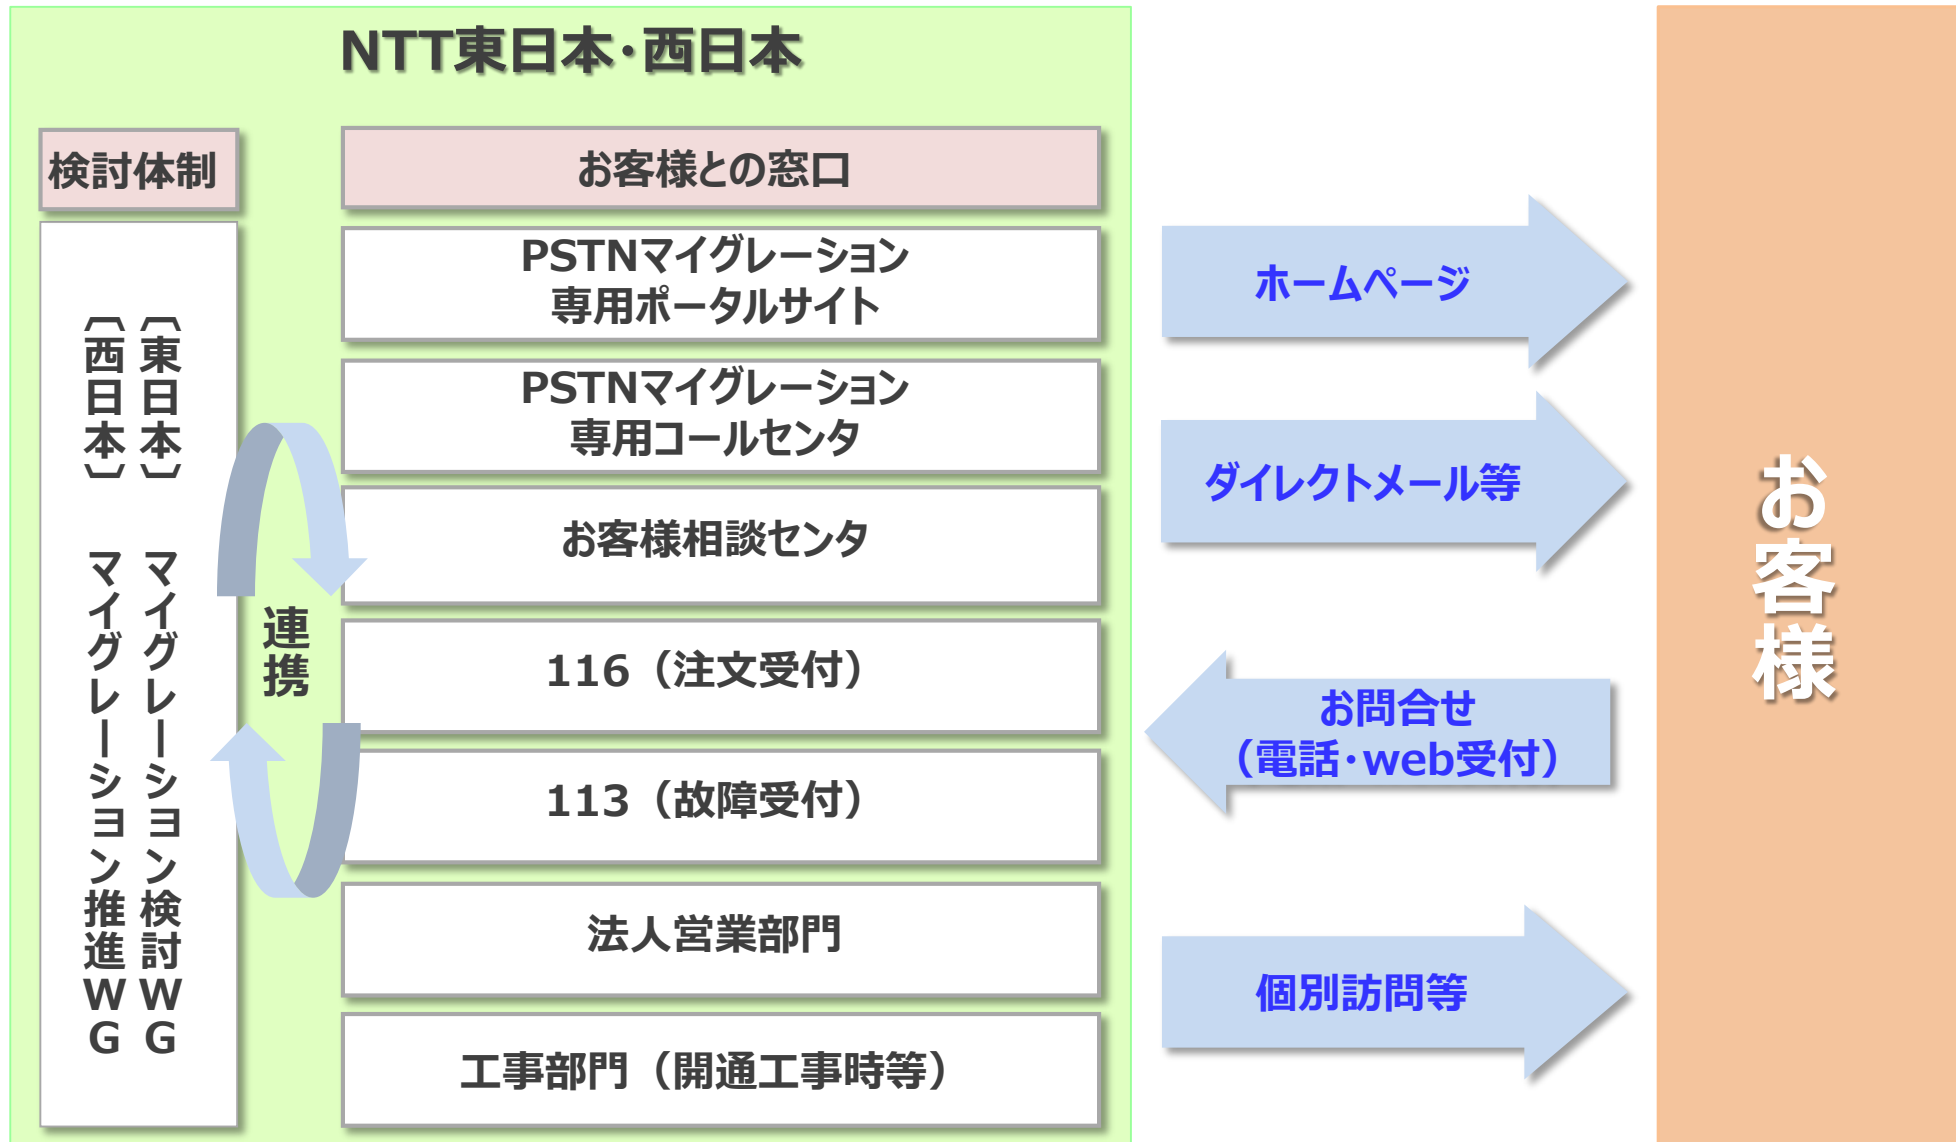 NTT東日本・西日本
検討体制
〔東日本〕 マイグレーション検討WG
〔西日本〕 マイグレーション推進WG
連携
お客様との窓口
PSTNマイグレーション
専用ポータルサイト
PSTNマイグレーション
専用コールセンタ
お客様相談センタ
116（注文受付）
113（故障受付）
法人営業部門
工事部門（開通工事時等）
ホームページ
ダイレクトメール等
お問合せ
（電話・web受付）
個別訪問等
お客様